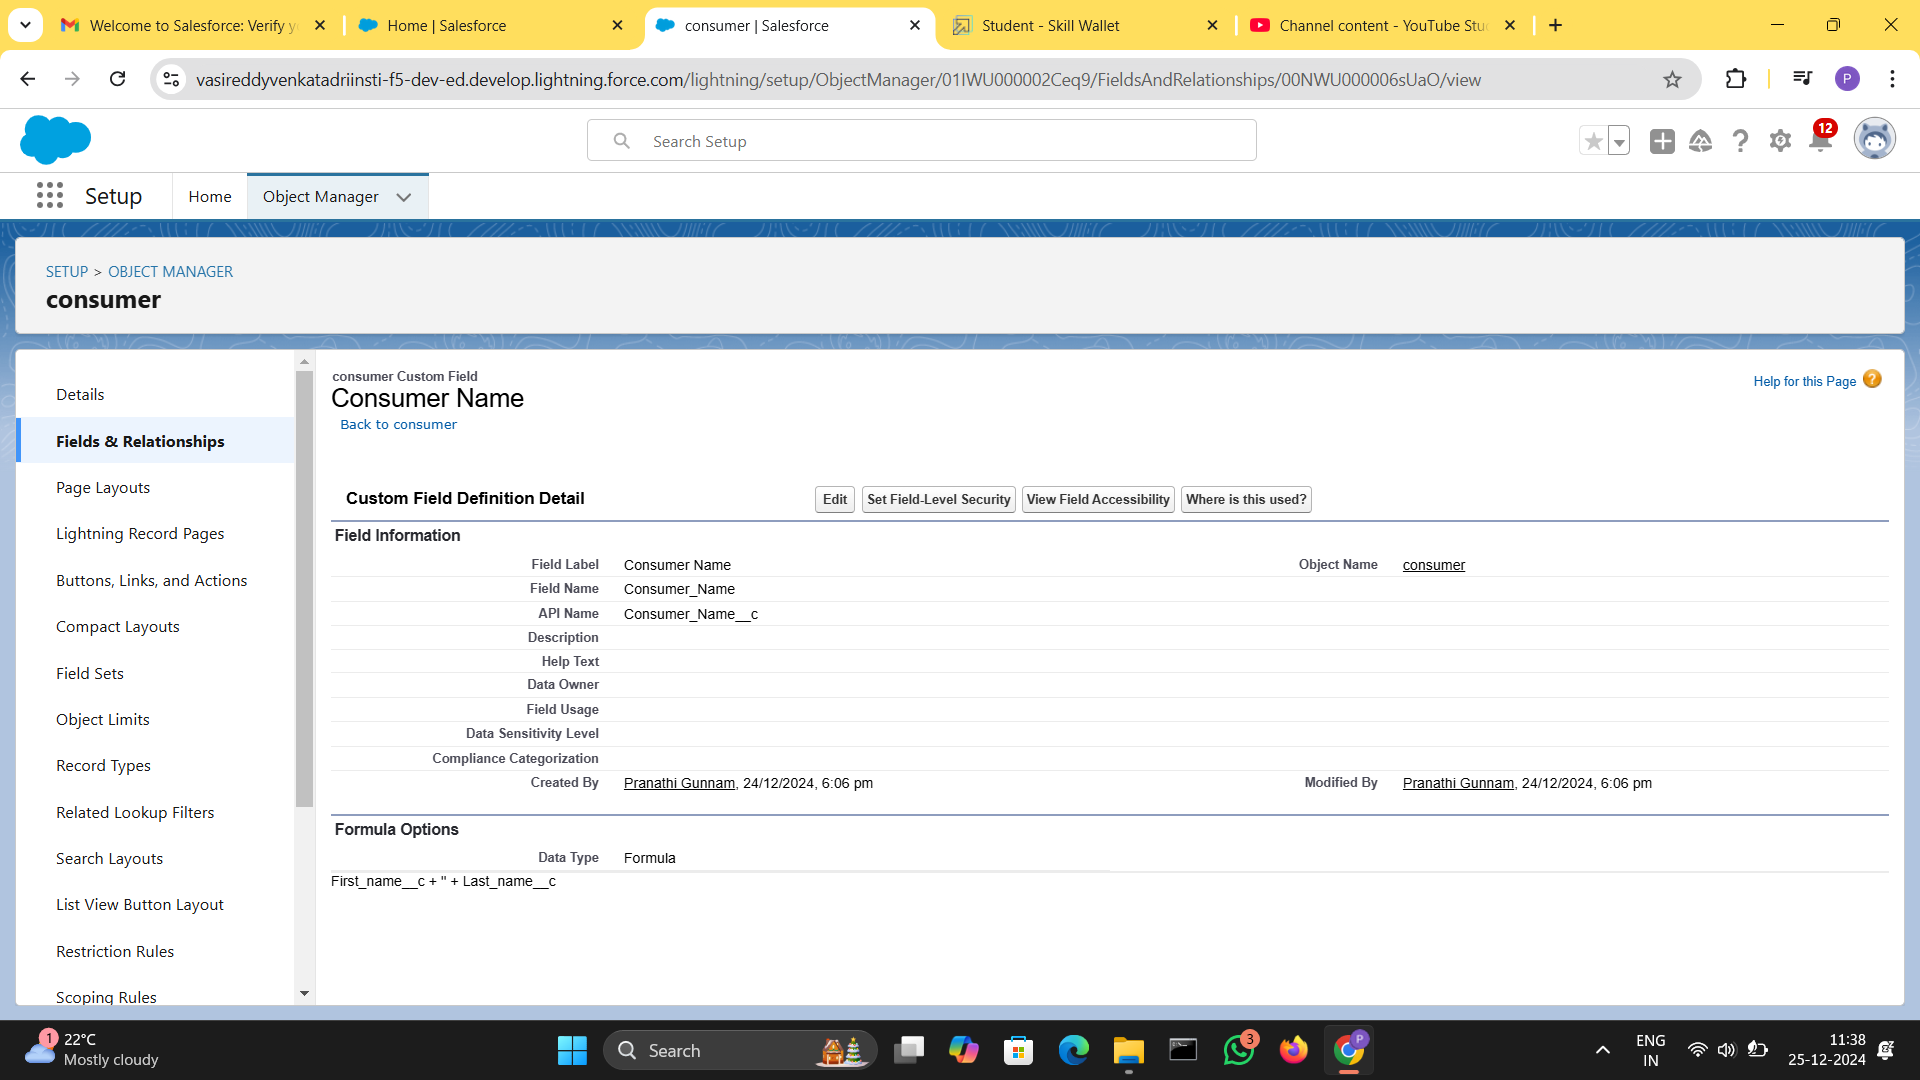 Welcome to Salesforce: Verify y
Home | Salesforce
consumer | Salesforce
Student - Skill Wallet
Channel content - YouTube Stu
vasireddyvenkatadriinsti-f5-dev-ed.develop.lightning.force.com/lightning/setup/ObjectManager/01IWU000002Ceq9/FieldsAndRelationships/00NWU000006sUaO/view
P
Search Setup
12
Setup
Home
Object Manager
SETUP > OBJECT MANAGER
consumer
Details
Fields & Relationships
Page Layouts
Lightning Record Pages
Buttons, Links, and Actions
Compact Layouts
Field Sets
Object Limits
Record Types
Related Lookup Filters
Search Layouts
List View Button Layout
Restriction Rules
Scoping Rules
consumer Custom Field
Consumer Name
Back to consumer
Help for this Page ?
Custom Field Definition Detail
Edit
Set Field-Level Security
View Field Accessibility
Where is this used?
Field Information
Field Label Consumer Name
Object Name consumer
Field Name Consumer_Name
API Name Consumer_Name__c
Description
Help Text
Data Owner
Field Usage
Data Sensitivity Level
Compliance Categorization
Created By Pranathi Gunnam, 24/12/2024, 6:06 pm
Modified By Pranathi Gunnam, 24/12/2024, 6:06 pm
Formula Options
Data Type Formula
First_name__c + '' + Last_name__c
1
22°C
Mostly cloudy
Search
3
P
ENG
IN
11:38
25-12-2024